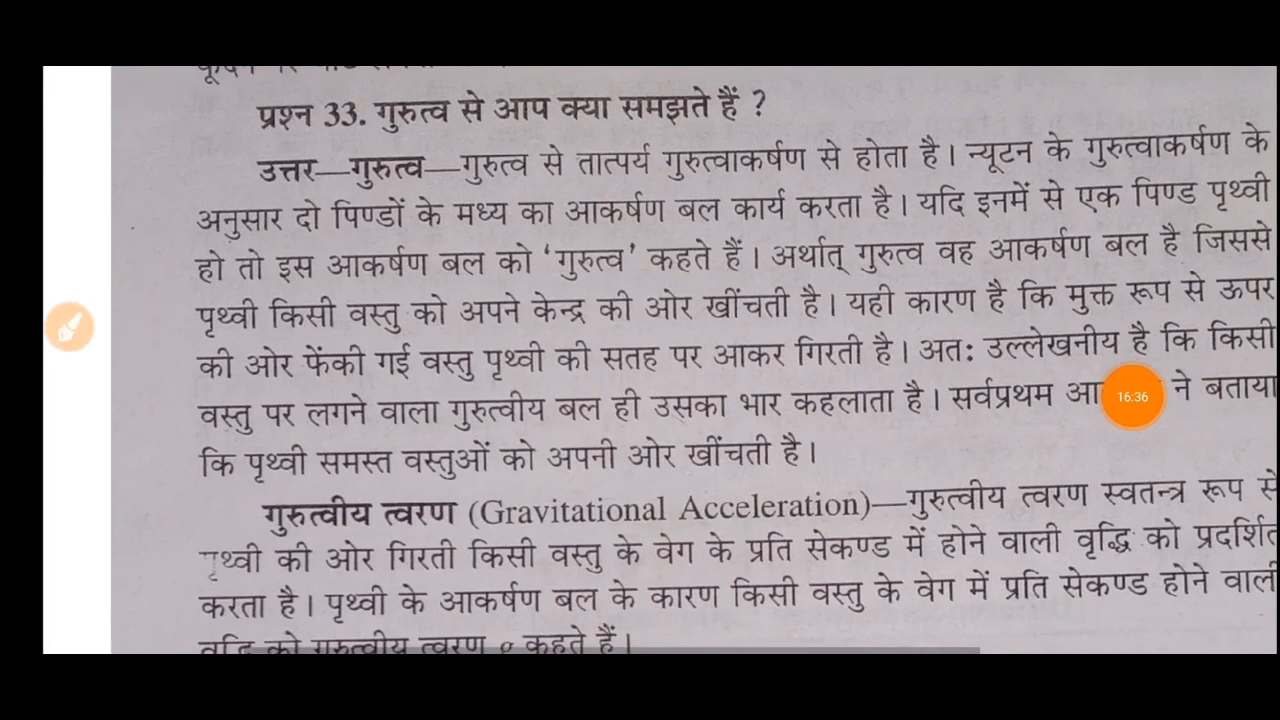 प्रश्न 33. गुरुत्व से आप क्या समझते हैं ?
उत्तर—गुरुत्व—गुरुत्व से तात्पर्य गुरुत्वाकर्षण से होता है। न्यूटन के गुरुत्वाकर्षण के
अनुसार दो पिण्डों के मध्य का आकर्षण बल कार्य करता है। यदि इनमें से एक पिण्ड पृथ्वी
हो तो इस आकर्षण बल को ‘गुरुत्व’ कहते हैं। अर्थात् गुरुत्व वह आकर्षण बल है जिससे
पृथ्वी किसी वस्तु को अपने केन्द्र की ओर खींचती है। यही कारण है कि मुक्त रूप से ऊपर
की ओर फेंकी गई वस्तु पृथ्वी की सतह पर आकर गिरती है। अतः उल्लेखनीय है कि किसी
वस्तु पर लगने वाला गुरुत्वीय बल ही उसका भार कहलाता है। सर्वप्रथम 16:36 ने बताया
कि पृथ्वी समस्त वस्तुओं को अपनी ओर खींचती है।
गुरुत्वीय त्वरण (Gravitational Acceleration)—गुरुत्वीय त्वरण स्वतन्त्र रूप से
पृथ्वी की ओर गिरती किसी वस्तु के वेग के प्रति सेकण्ड में होने वाली वृद्धि को प्रदर्शित
करता है। पृथ्वी के आकर्षण बल के कारण किसी वस्तु के वेग में प्रति सेकण्ड होने वाली
वृद्धि को गुरुत्वीय त्वरण g कहते हैं।